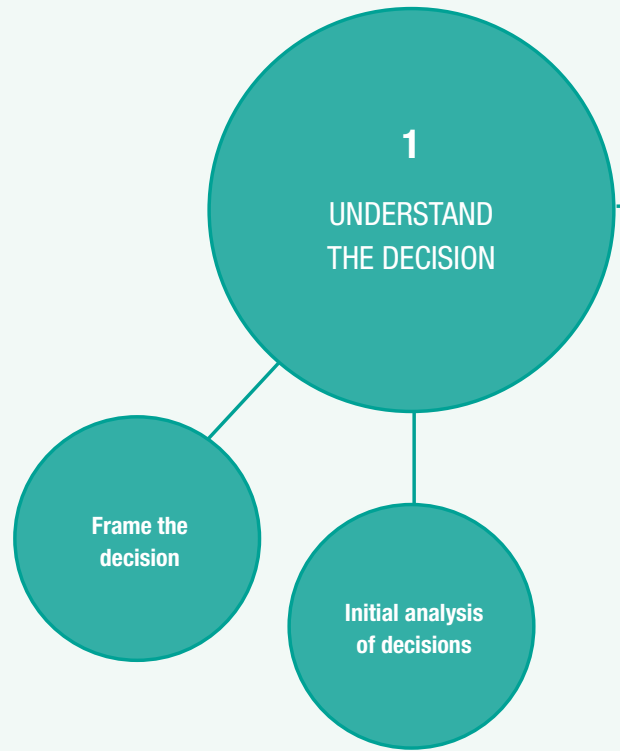 1
UNDERSTAND
THE DECISION
Frame the
decision
Initial analysis
of decisions